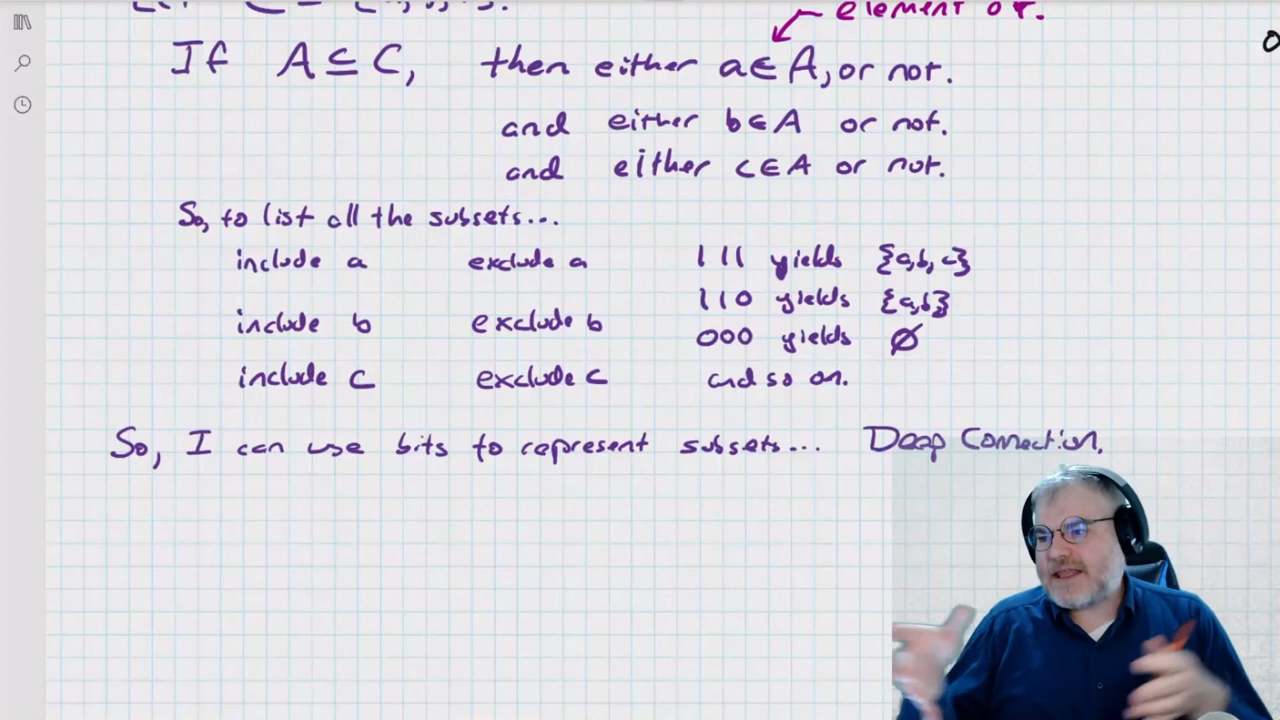 element of.
If A ⊆ C, then either a ∈ A, or not.
and either b ∈ A or not.
and either c ∈ A or not.
So, to list all the subsets...
include a exclude a 111 yields {a,b,c}
110 yields {a,b}
include b exclude b 000 yields ∅
include c exclude c and so on.
So, I can use bits to represent subsets... Deep Connection.